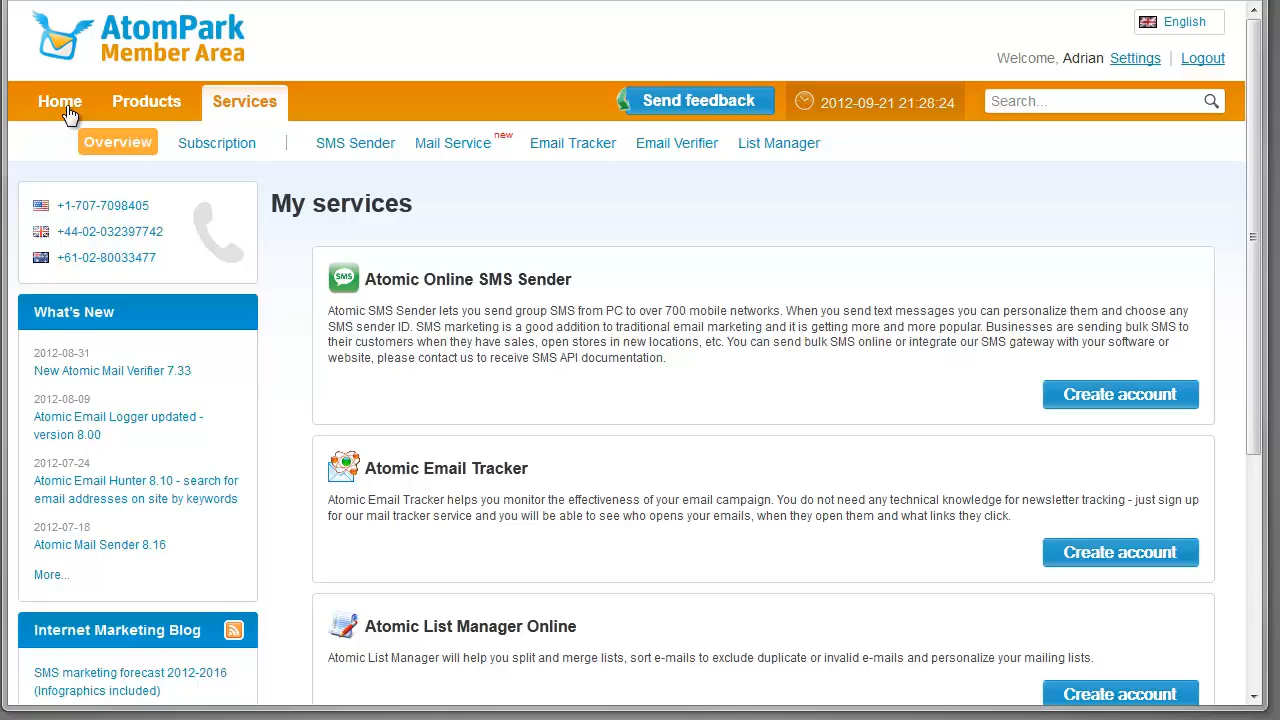 AtomPark
Member Area
English
Welcome, Adrian Settings | Logout
Home Products Services
Send feedback
2012-09-21 21:28:24
Search...
Overview Subscription | SMS Sender Mail Service new Email Tracker Email Verifier List Manager
+1-707-7098405
+44-02-032397742
+61-02-80033477
What's New
2012-08-31
New Atomic Mail Verifier 7.33
2012-08-09
Atomic Email Logger updated -
version 8.00
2012-07-24
Atomic Email Hunter 8.10 - search for
email addresses on site by keywords
2012-07-18
Atomic Mail Sender 8.16
More...
Internet Marketing Blog
SMS marketing forecast 2012-2016
(Infographics included)
My services
SMS
Atomic Online SMS Sender
Atomic SMS Sender lets you send group SMS from PC to over 700 mobile networks. When you send text messages you can personalize them and choose any
SMS sender ID. SMS marketing is a good addition to traditional email marketing and it is getting more and more popular. Businesses are sending bulk SMS to
their customers when they have sales, open stores in new locations, etc. You can send bulk SMS online or integrate our SMS gateway with your software or
website, please contact us to receive SMS API documentation.
Create account
Atomic Email Tracker
Atomic Email Tracker helps you monitor the effectiveness of your email campaign. You do not need any technical knowledge for newsletter tracking - just sign up
for our mail tracker service and you will be able to see who opens your emails, when they open them and what links they click.
Create account
Atomic List Manager Online
Atomic List Manager will help you split and merge lists, sort e-mails to exclude duplicate or invalid e-mails and personalize your mailing lists.
Create account